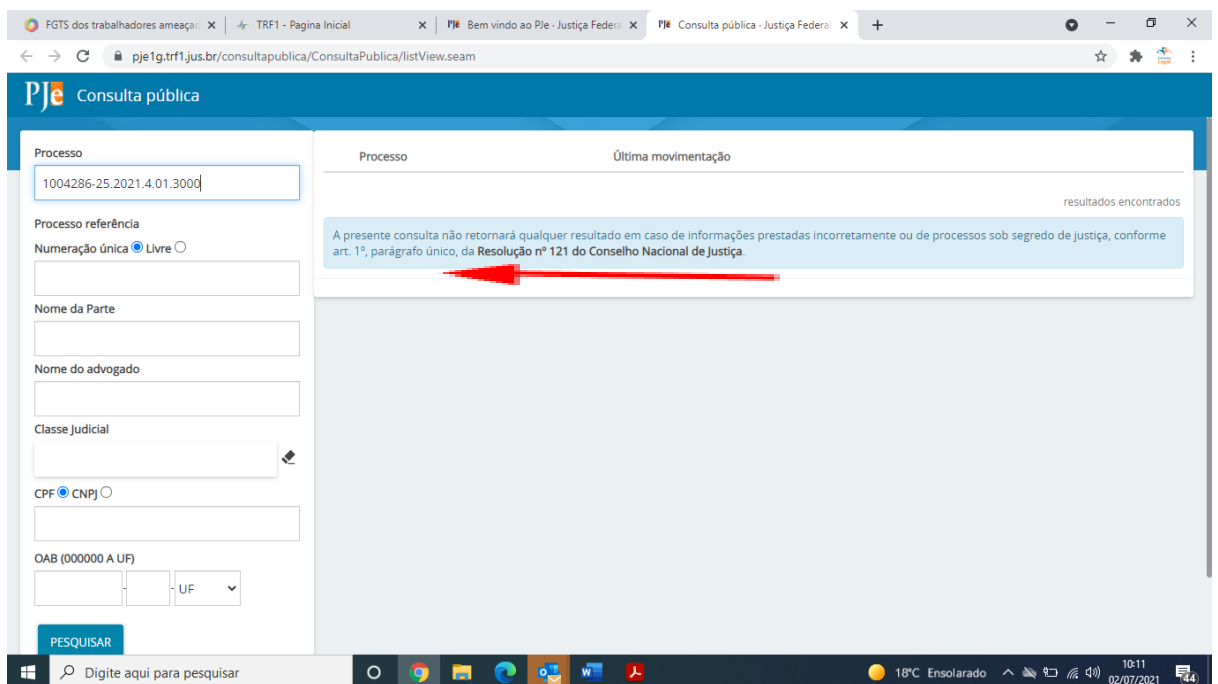 FGTS dos trabalhadores ameaçad
TRF1 - Pagina Inicial
PJe Bem vindo ao PJe - Justiça Federa
PJe Consulta pública - Justiça Federal
pje1g.trf1.jus.br/consultapublica/ConsultaPublica/listView.seam
PJe Consulta pública
Processo
1004286-25.2021.4.01.3000
Processo referência
Numeração única Livre
Nome da Parte
Nome do advogado
Classe Judicial
CPF CNPJ
OAB (000000 A UF)
- - UF
PESQUISAR
Processo Última movimentação
resultados encontrados
A presente consulta não retornará qualquer resultado em caso de informações prestadas incorretamente ou de processos sob segredo de justiça, conforme
art. 1º, parágrafo único, da Resolução nº 121 do Conselho Nacional de Justiça.
Digite aqui para pesquisar
18°C Ensolarado
10:11
02/07/2021
44